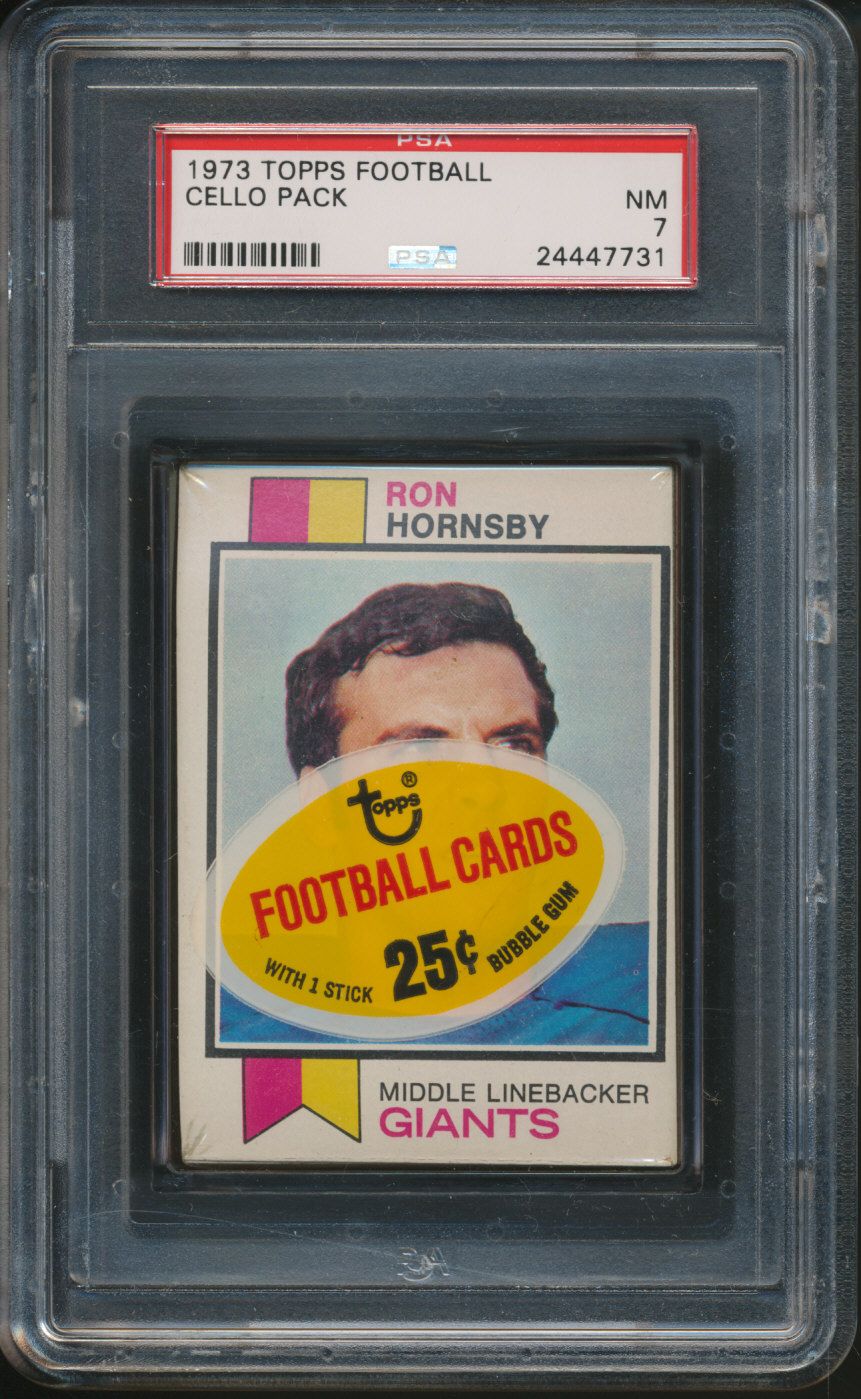 PSA
1973 TOPPS FOOTBALL
CELLO PACK
NM
7
PSA
24447731
RON
HORNSBY
Topps®
FOOTBALL CARDS
WITH 1 STICK 25¢ BUBBLE GUM
MIDDLE LINEBACKER
GIANTS